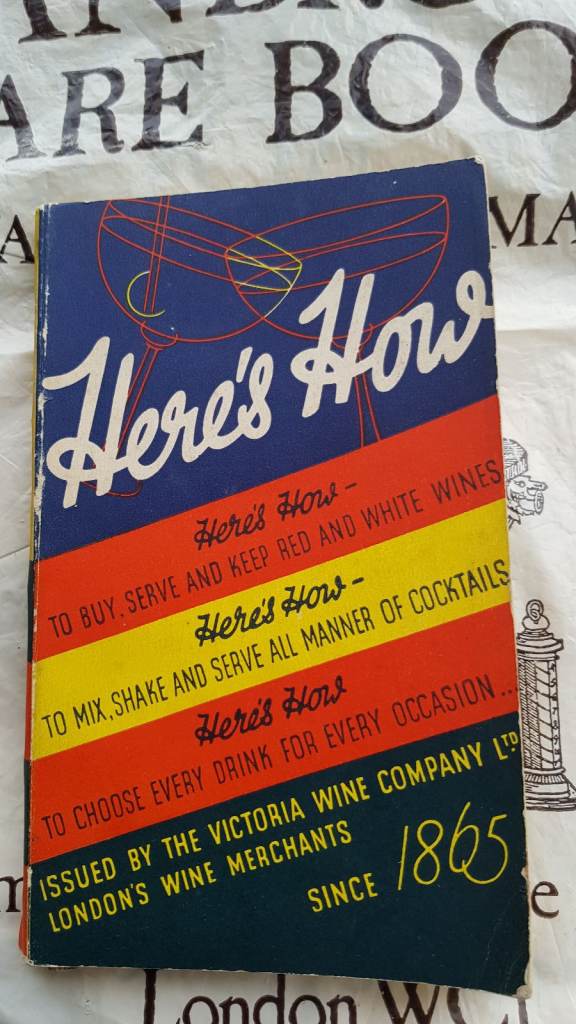 ARE BOO
MA
Here's How
Here's How—
TO BUY, SERVE AND KEEP RED AND WHITE WINES
Here's How—
TO MIX, SHAKE AND SERVE ALL MANNER OF COCKTAILS
Here's How
TO CHOOSE EVERY DRINK FOR EVERY OCCASION...
ISSUED BY THE VICTORIA WINE COMPANY LTD.
LONDON'S WINE MERCHANTS
SINCE 1865
London WC1